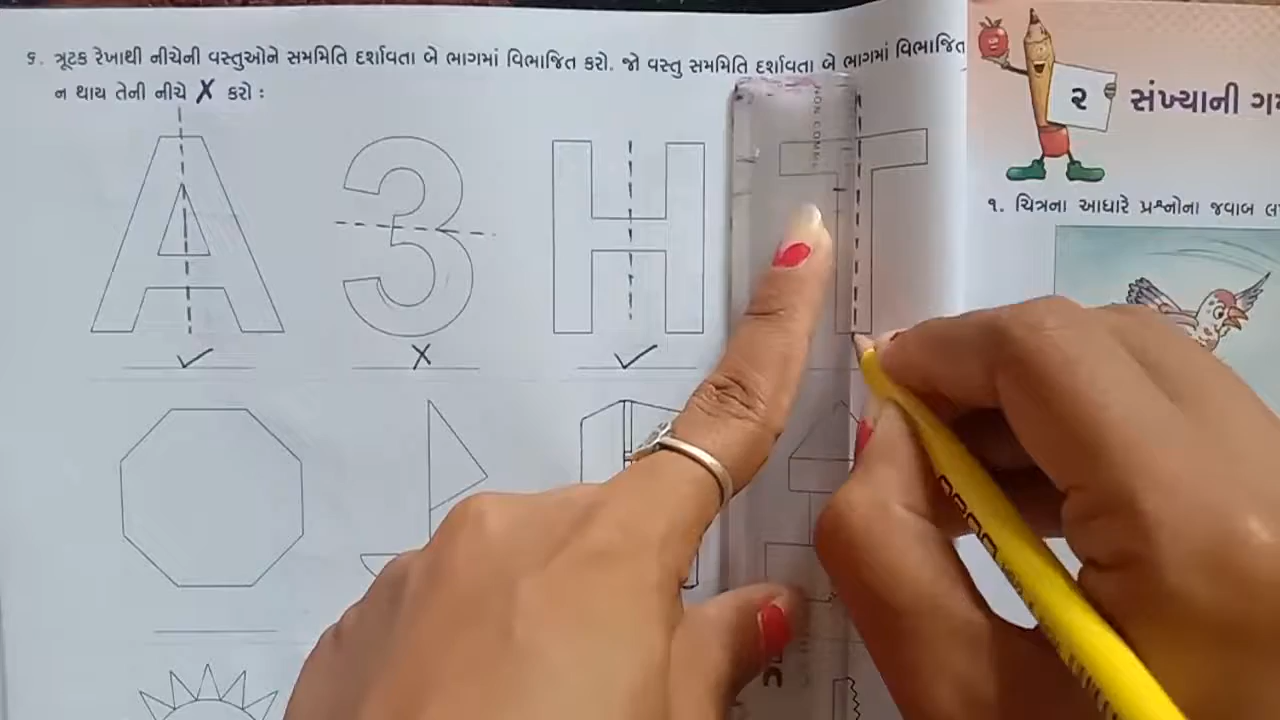 ૬. ત્રૂટક રેખાથી નીચેની વસ્તુઓને સમમિતિ દર્શાવતા બે ભાગમાં વિભાજિત કરો. જો વસ્તુ સમમિતિ દર્શાવતા બે ભાગમાં વિભાજિત
ન થાય તેની નીચે X કરો :
A 3 H T
૨ સંખ્યાની
૧. ચિત્રના આધારે પ્રશ્નોના જવાબ